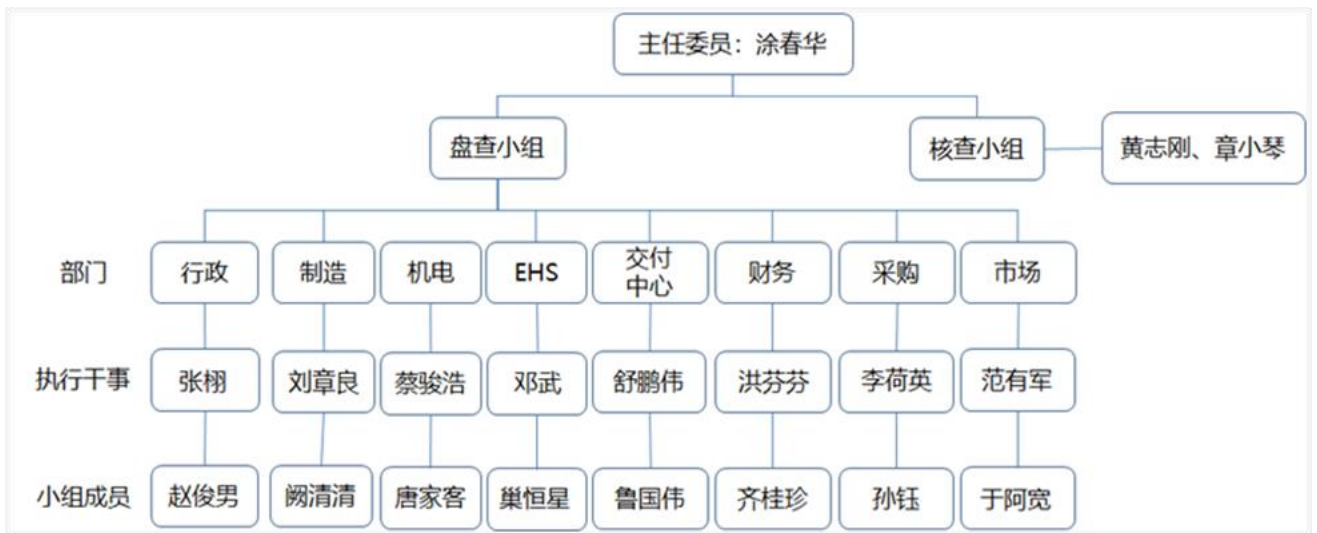 主任委员：涂春华
盘查小组
核查小组
黄志刚、章小琴
部门
行政
制造
机电
EHS
交付
中心
财务
采购
市场
执行干事
张栩
刘章良
蔡骏浩
邓武
舒鹏伟
洪芬芬
李荷英
范有军
小组成员
赵俊男
阙清清
唐家客
巢恒星
鲁国伟
齐桂珍
孙钰
于阿宽